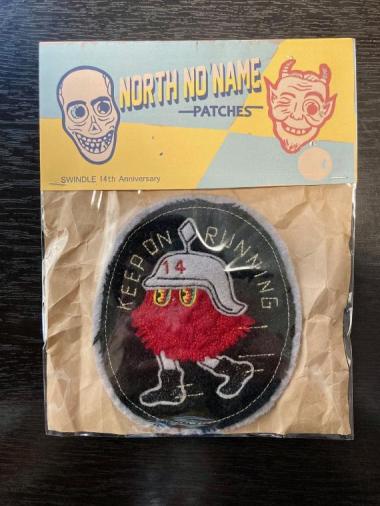 NORTH NO NAME
PATCHES
SWINDLE 14th Anniversary
KEEP ON RUNNING
14